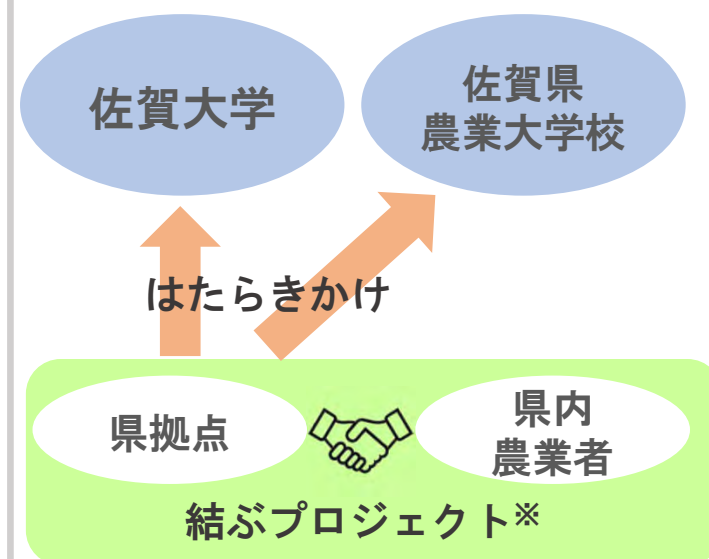 佐賀大学
佐賀県
農業大学校
はたらきかけ
県拠点
県内
農業者
結ぶプロジェクト※